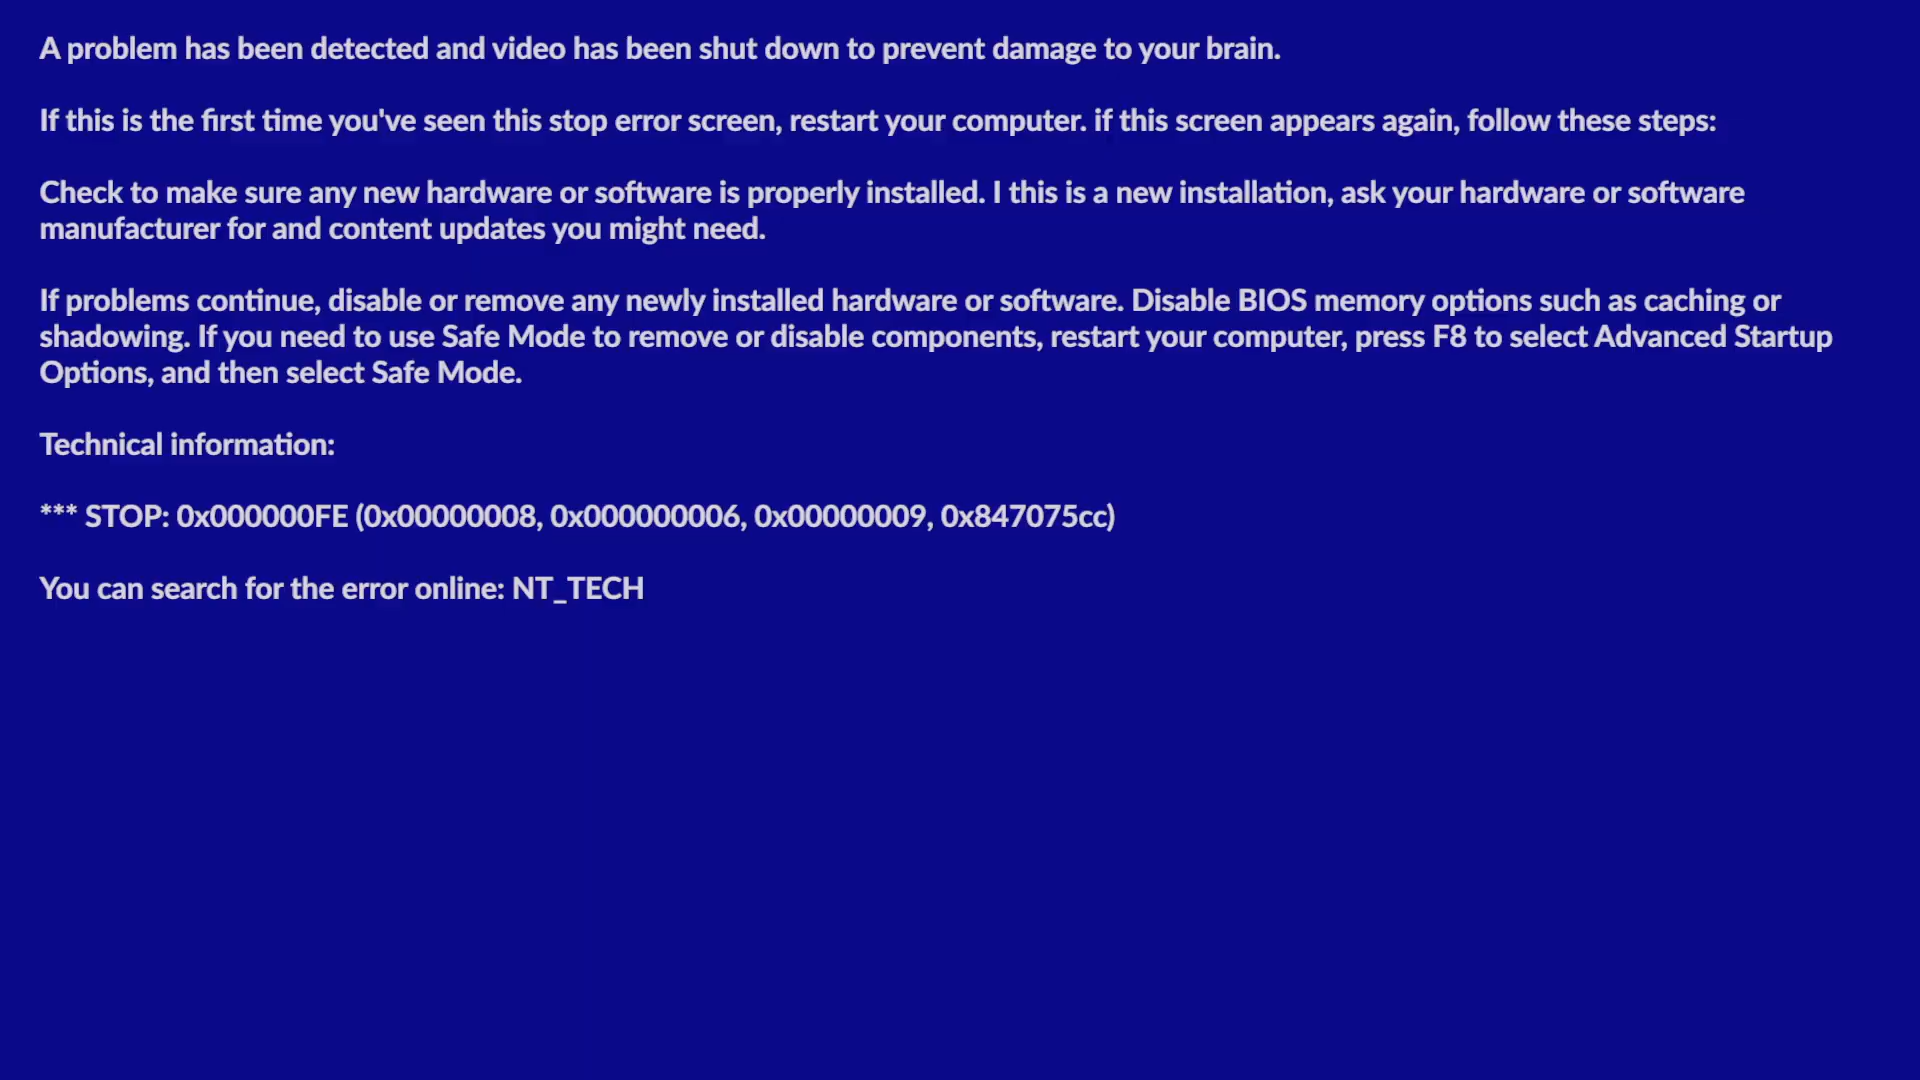 A problem has been detected and video has been shut down to prevent damage to your brain.
If this is the first time you've seen this stop error screen, restart your computer. if this screen appears again, follow these steps:
Check to make sure any new hardware or software is properly installed. I this is a new installation, ask your hardware or software
manufacturer for and content updates you might need.
If problems continue, disable or remove any newly installed hardware or software. Disable BIOS memory options such as caching or
shadowing. If you need to use Safe Mode to remove or disable components, restart your computer, press F8 to select Advanced Startup
Options, and then select Safe Mode.
Technical information:
*** STOP: 0x000000FE (0x00000008, 0x000000006, 0x00000009, 0x847075cc)
You can search for the error online: NT_TECH